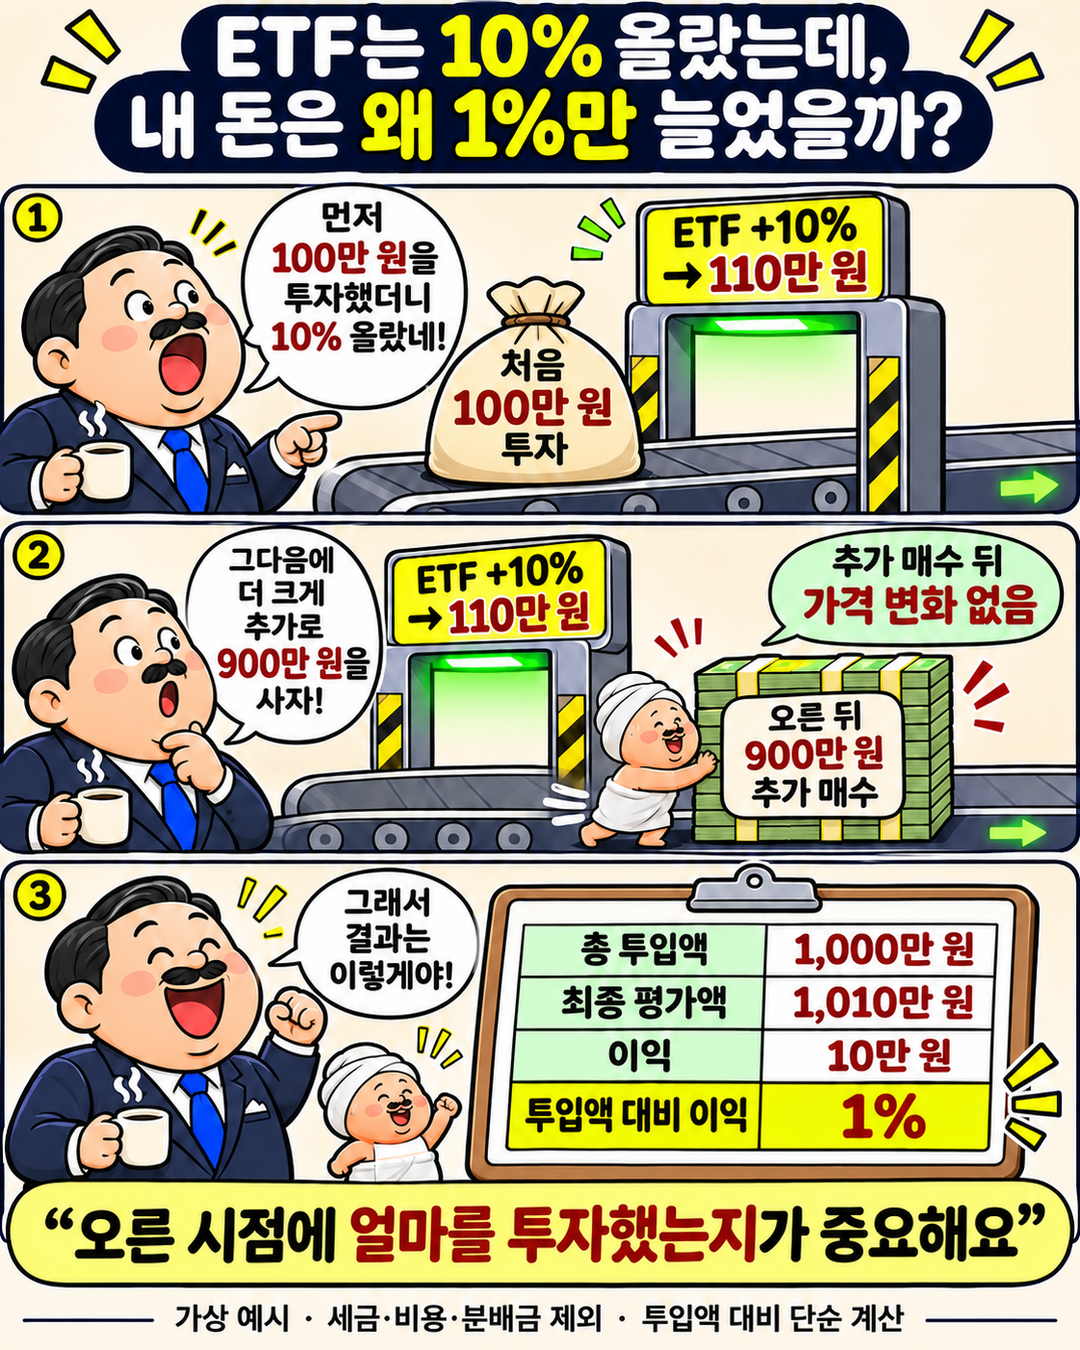 ETF는 10% 올랐는데,
내 돈은 왜 1%만 늘었을까?
1
먼저
100만 원을
투자했더니
10% 올랐네!
처음
100만 원
투자
ETF +10%
→ 110만 원
2
그다음에
더 크게
추가로
900만 원을
사자!
ETF +10%
→ 110만 원
추가 매수 뒤
가격 변화 없음
오른 뒤
900만 원
추가 매수
3
그래서
결과는
이렇게야!
총 투입액 1,000만 원
최종 평가액 1,010만 원
이익 10만 원
투입액 대비 이익 1%
“오른 시점에 얼마를 투자했는지가 중요해요”
가상 예시 · 세금·비용·분배금 제외 · 투입액 대비 단순 계산